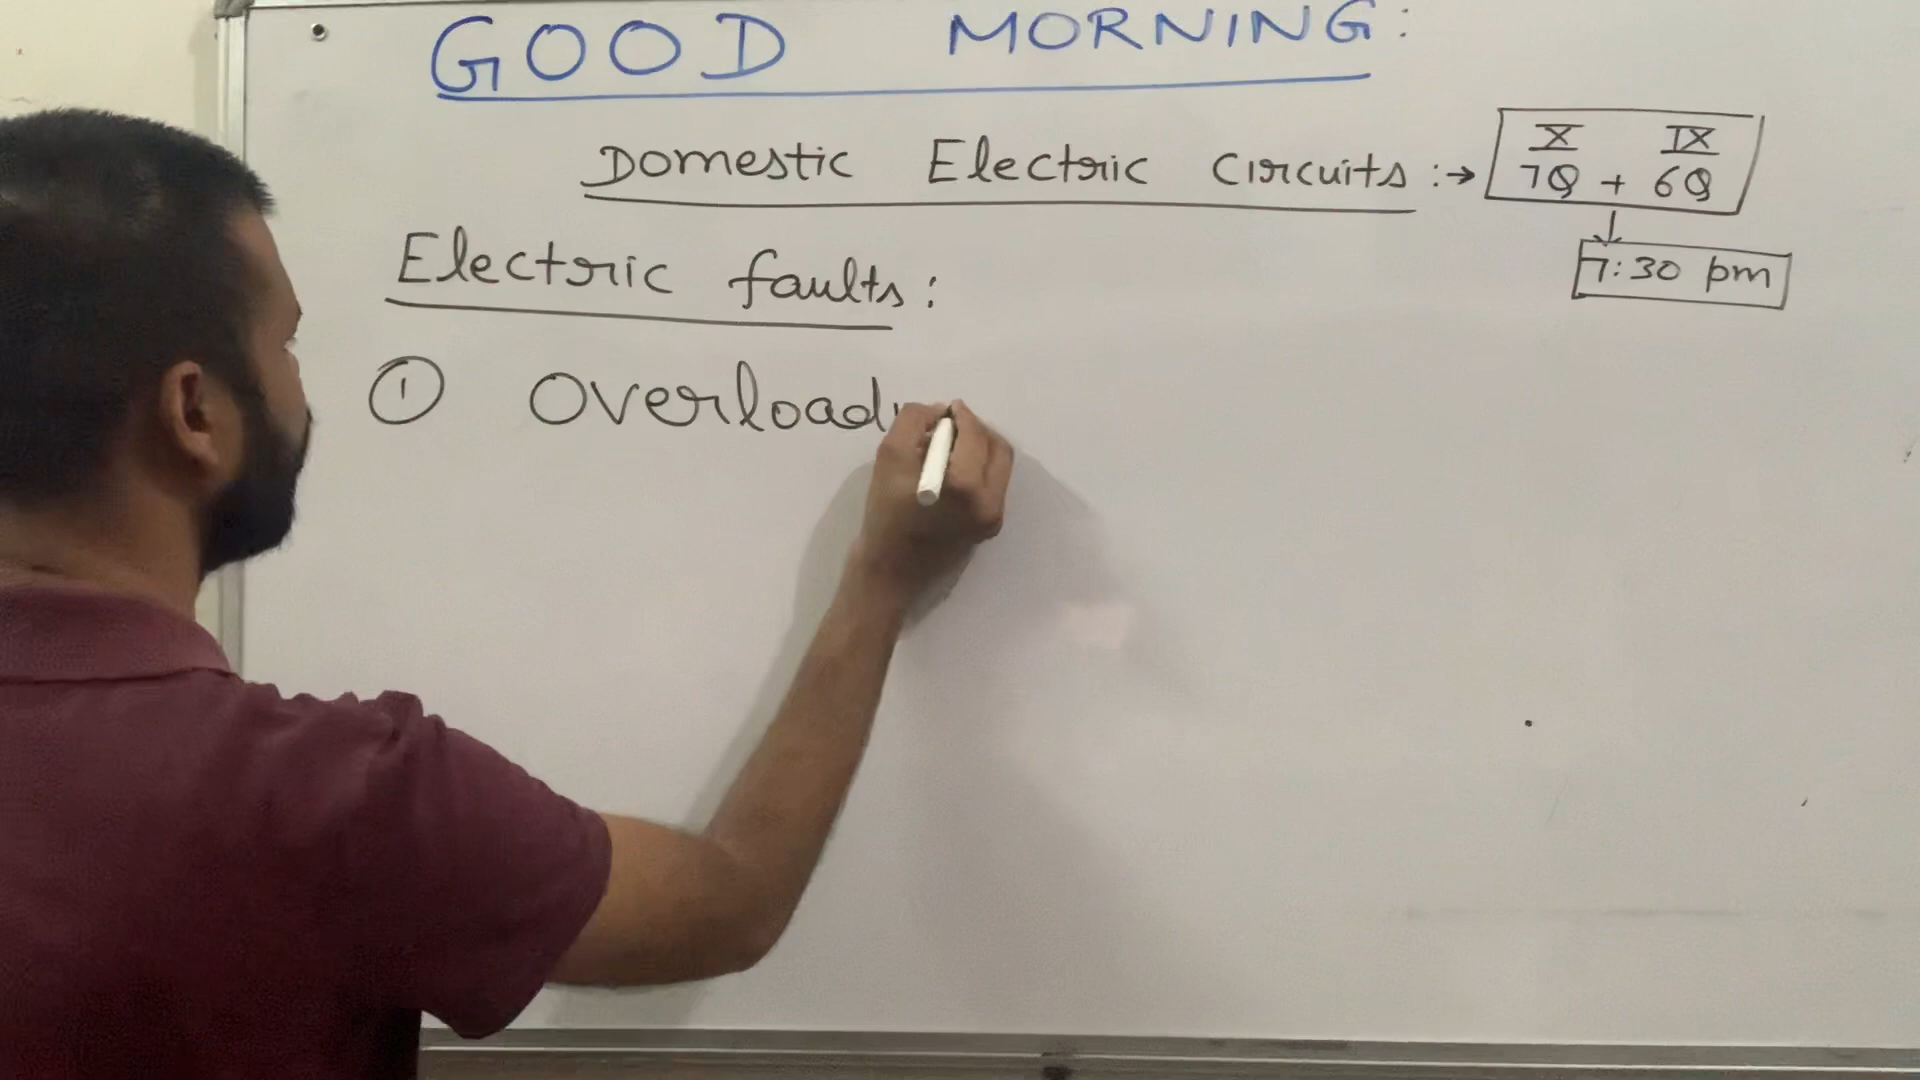 GOOD MORNING:
Domestic Electric Circuits :→
X IX
7Q + 6Q
7:30 pm
Electric faults:
① Overload